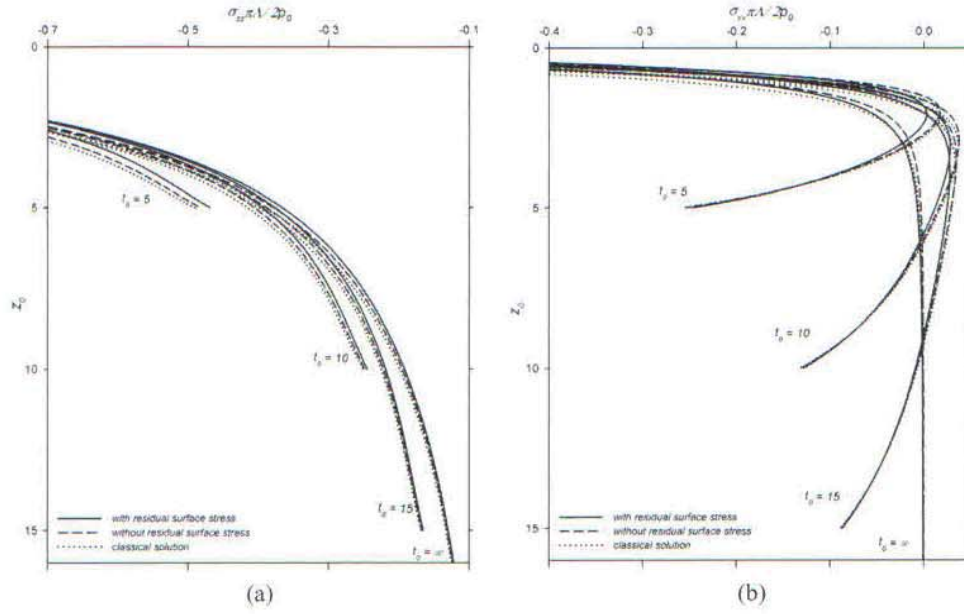 σzzπΛ/2p0
-0.7 -0.5 -0.3 -0.1
0
5
10
15
z0
t0 = 5
t0 = 10
t0 = 15
t0 = ∞
with residual surface stress
without residual surface stress
classical solution
(a)
σxxπΛ/2p0
-0.4 -0.3 -0.2 -0.1 0.0
0
5
10
15
z0
t0 = 5
t0 = 10
t0 = 15
t0 = ∞
with residual surface stress
without residual surface stress
classical solution
(b)